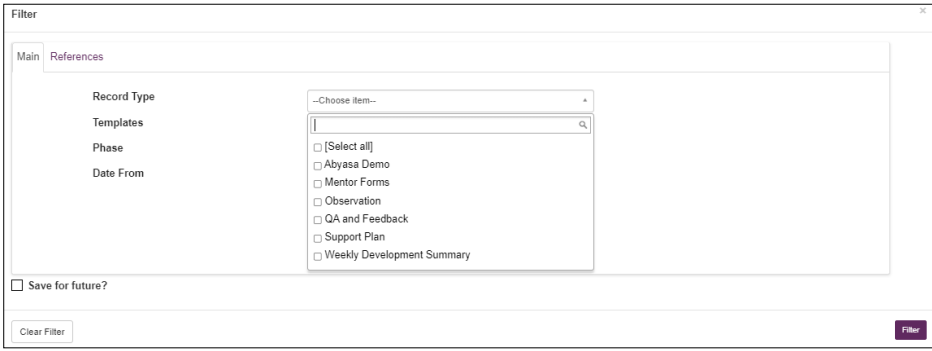 Filter
Main References
Record Type --Choose item--
Templates
Phase [Select all]
Date From Abyasa Demo
Mentor Forms
Observation
QA and Feedback
Support Plan
Weekly Development Summary
Save for future?
Clear Filter Filter